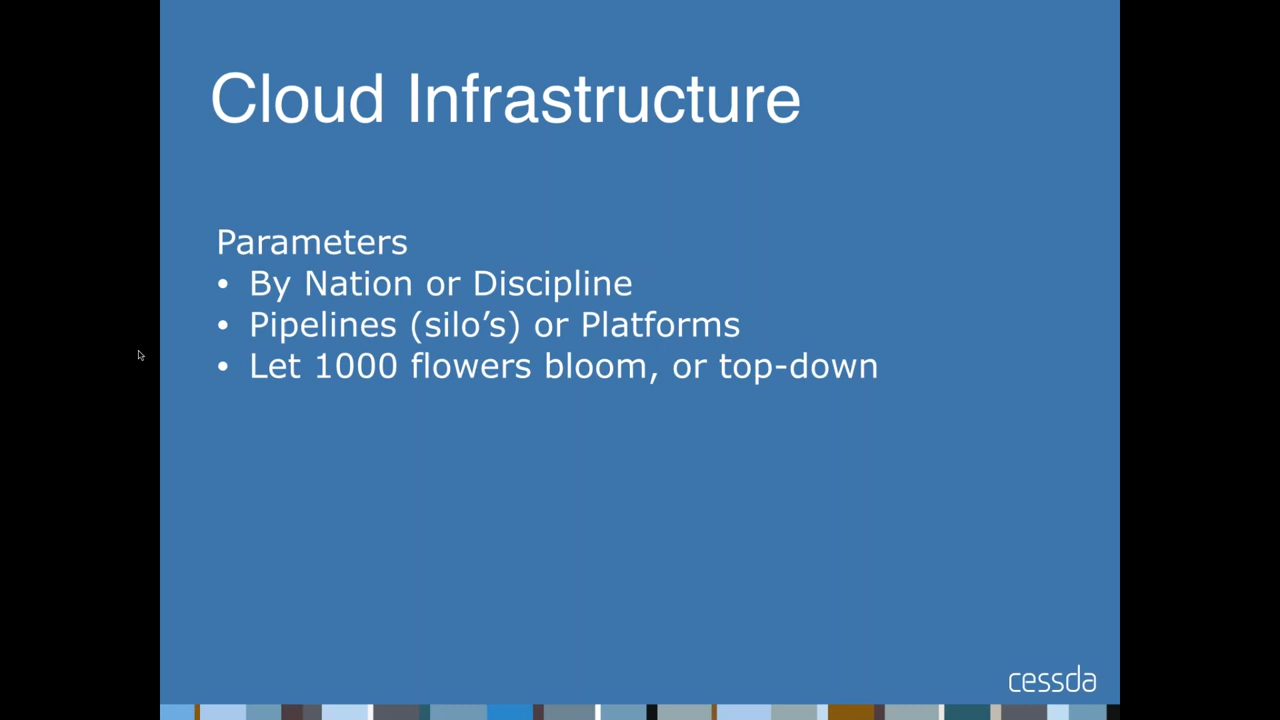 Cloud Infrastructure
Parameters
• By Nation or Discipline
• Pipelines (silo’s) or Platforms
• Let 1000 flowers bloom, or top-down
cessda